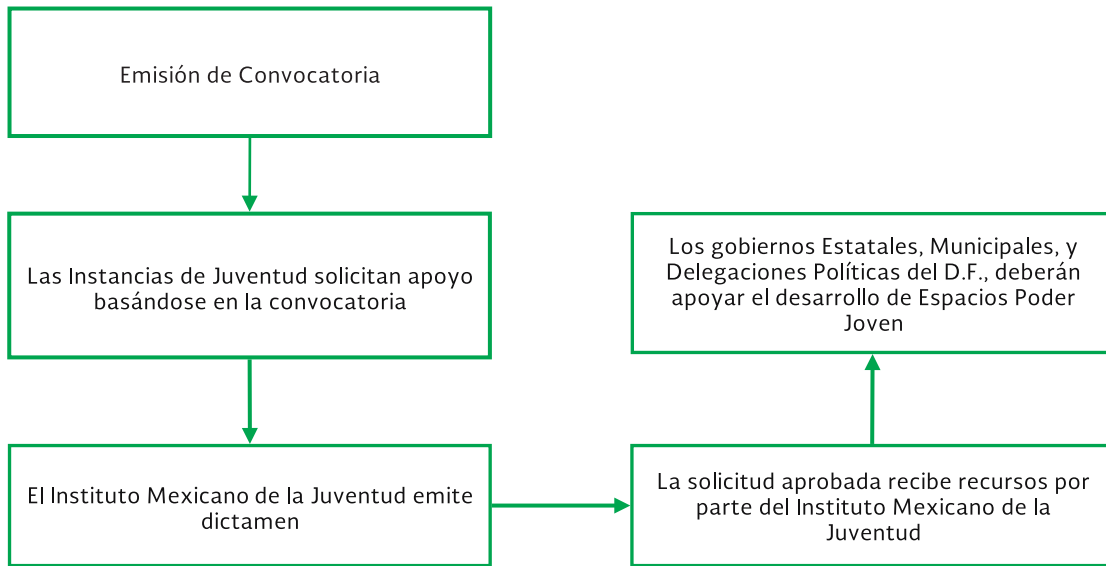 Emisión de Convocatoria
Las Instancias de Juventud solicitan apoyo
basándose en la convocatoria
El Instituto Mexicano de la Juventud emite
dictamen
La solicitud aprobada recibe recursos por
parte del Instituto Mexicano de la
Juventud
Los gobiernos Estatales, Municipales, y
Delegaciones Políticas del D.F., deberán
apoyar el desarrollo de Espacios Poder
Joven